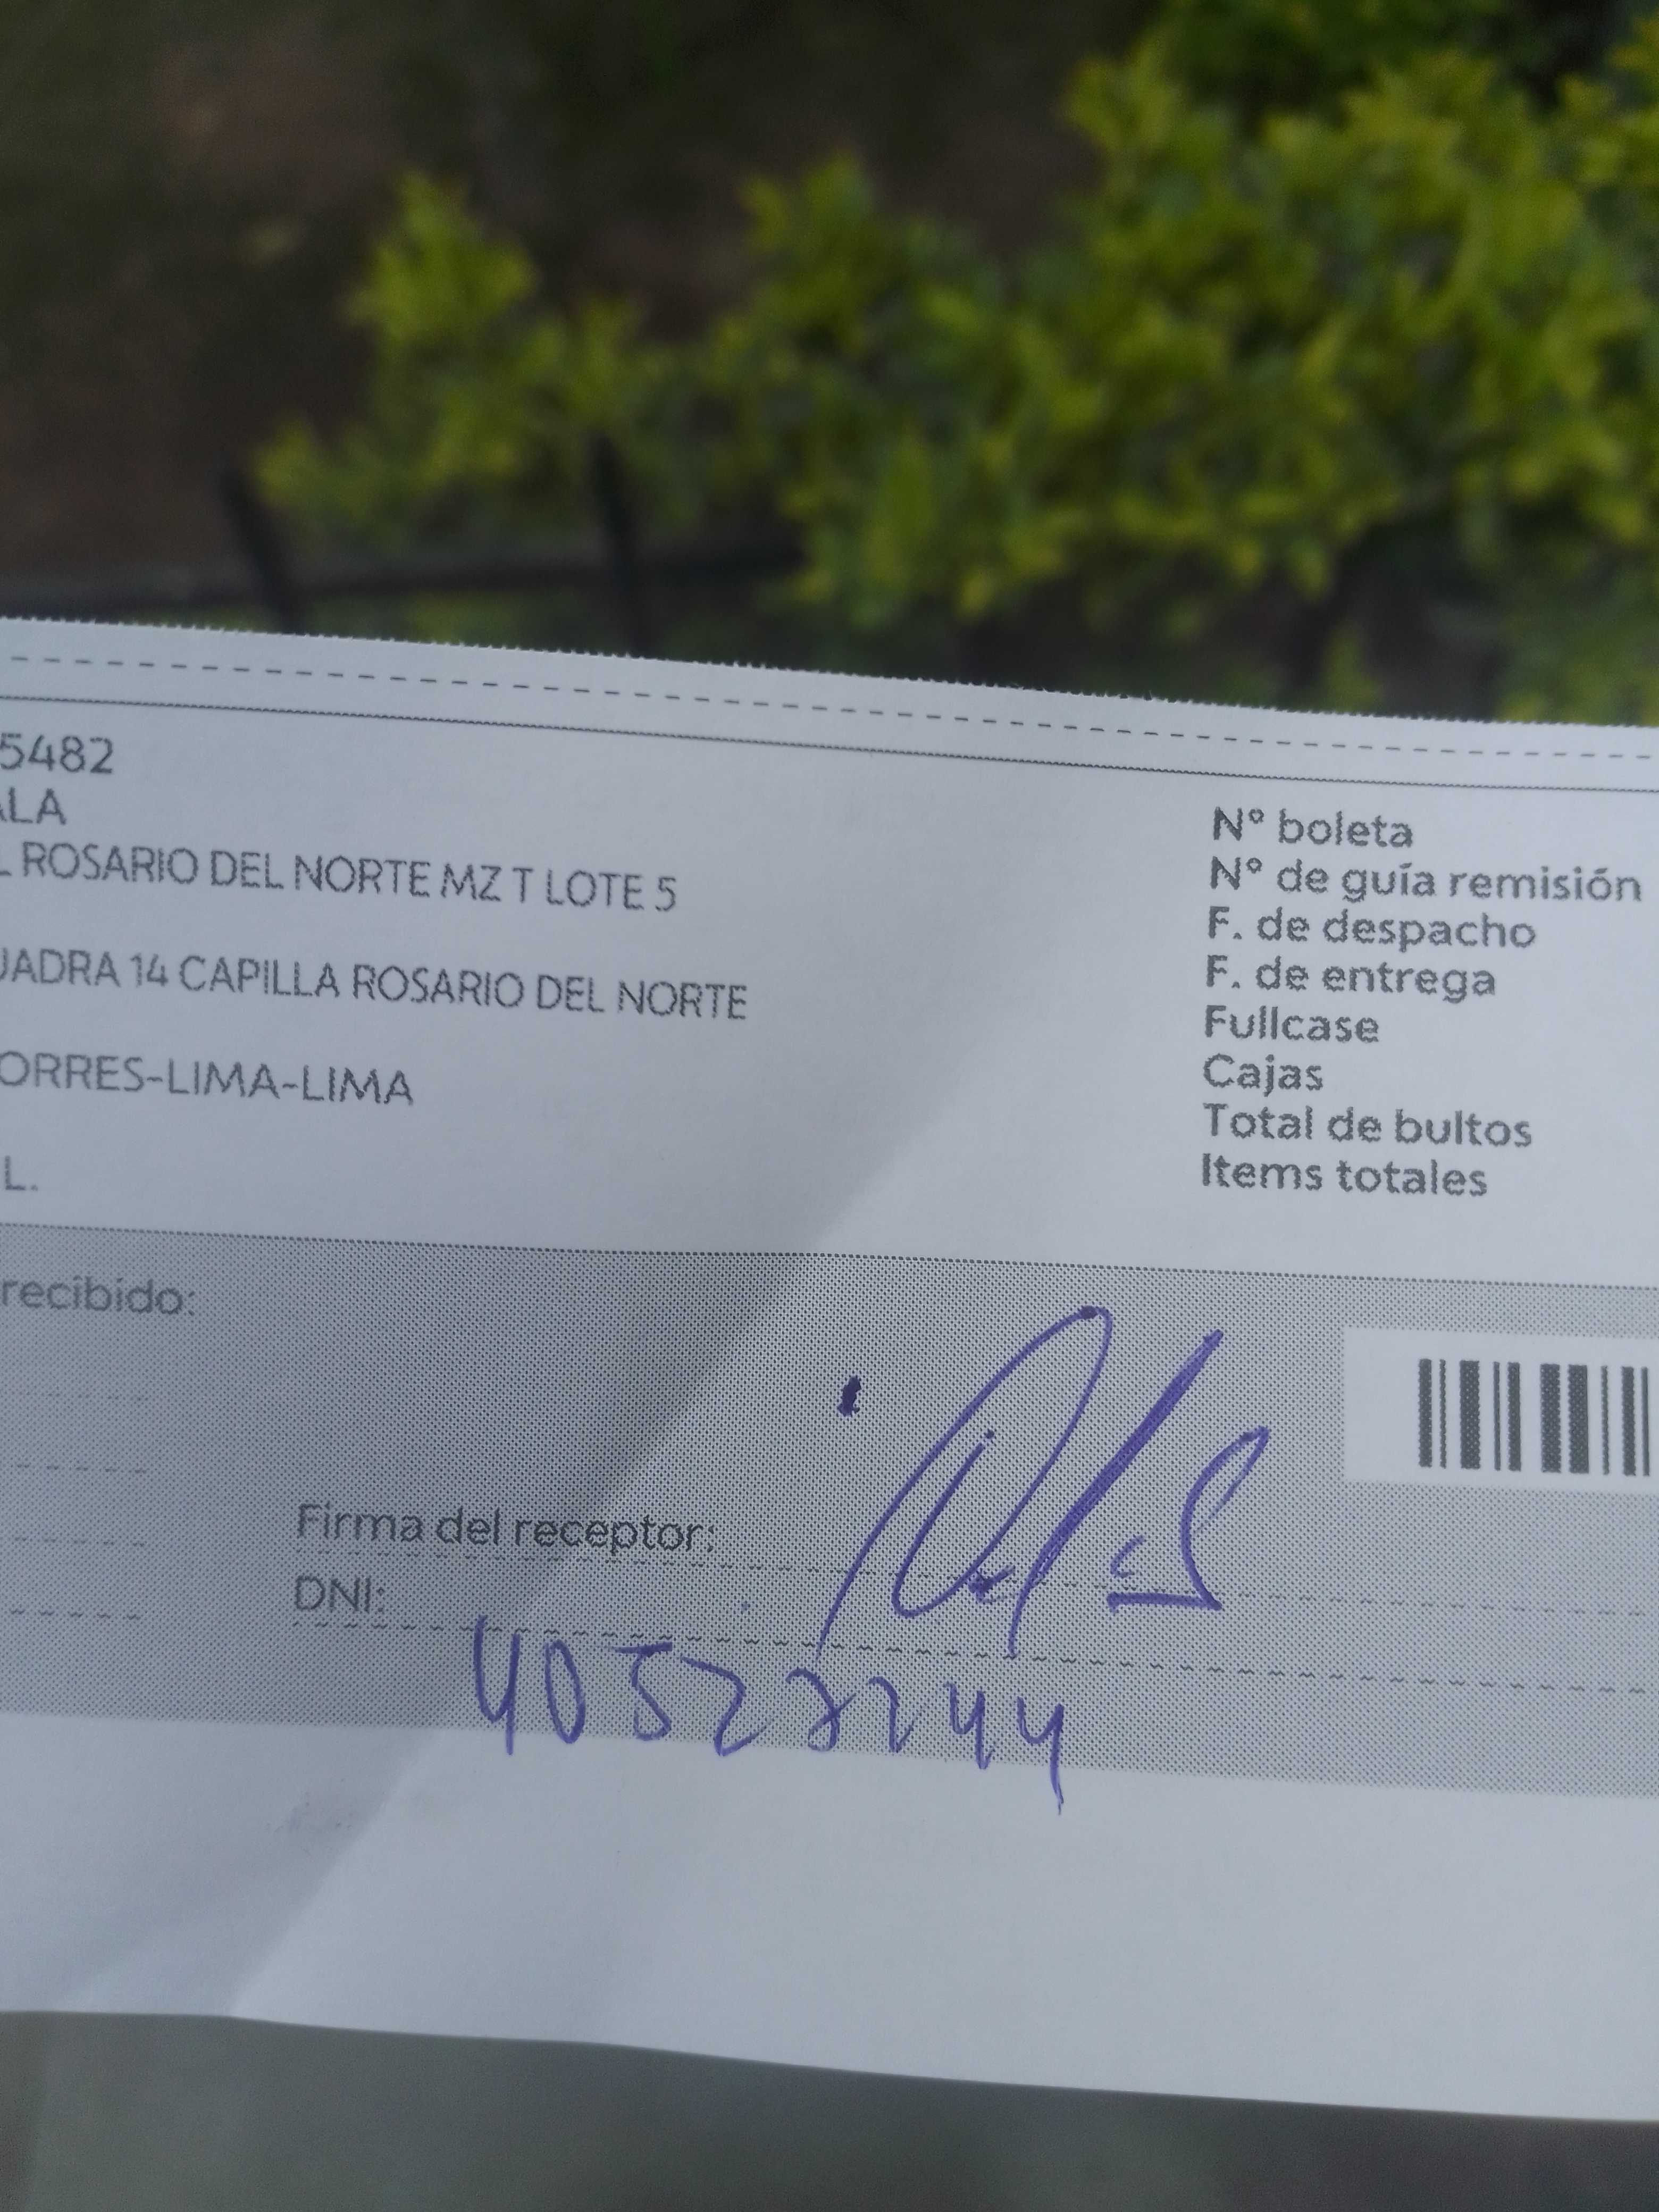 5482
ALA
L ROSARIO DEL NORTE MZ T LOTE 5
UADRA 14 CAPILLA ROSARIO DEL NORTE
ORRES-LIMA-LIMA
L.
N° boleta
N° de guía remisión
F. de despacho
F. de entrega
Fullcase
Cajas
Total de bultos
Items totales
recibido:
Firma del receptor:
DNI:
40527244